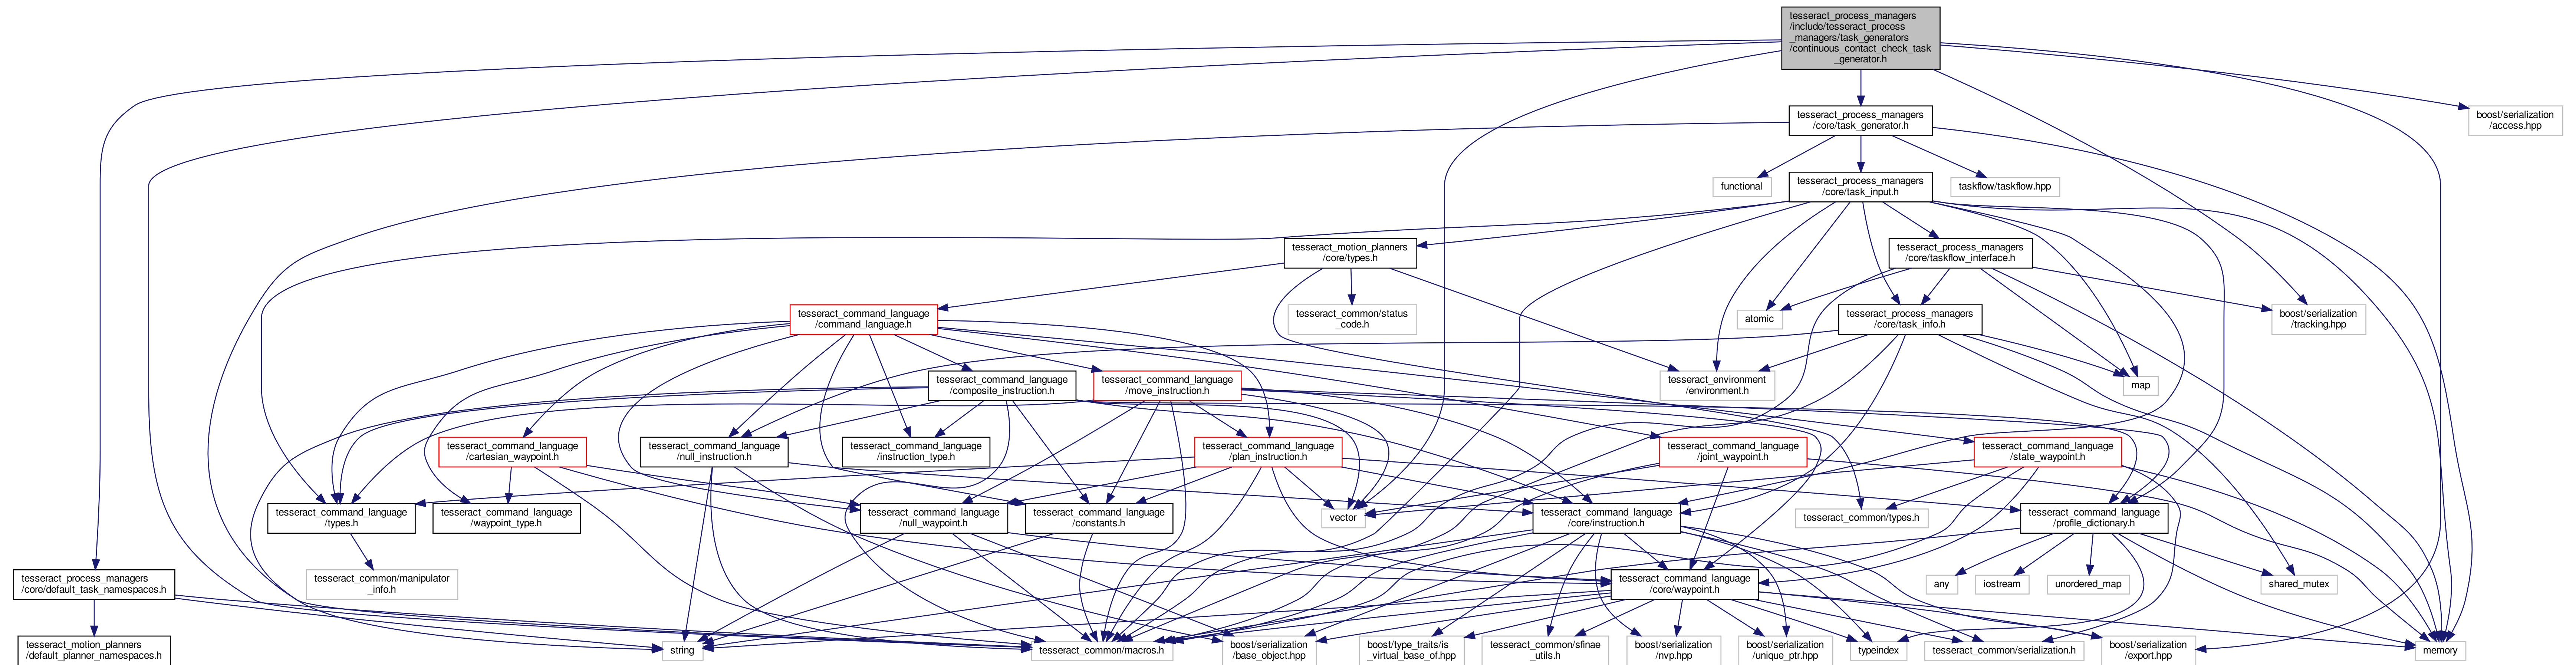 tesseract_process_managers
/include/tesseract_process
_managers/task_generators
/continuous_contact_check_task
_generator.h
tesseract_process_managers
/core/task_generator.h
boost/serialization
/access.hpp
functional
tesseract_process_managers
/core/task_input.h
taskflow/taskflow.hpp
tesseract_motion_planners
/core/types.h
tesseract_process_managers
/core/taskflow_interface.h
tesseract_command_language
/command_language.h
tesseract_common/status
_code.h
atomic
tesseract_process_managers
/core/task_info.h
boost/serialization
/tracking.hpp
tesseract_command_language
/composite_instruction.h
tesseract_command_language
/move_instruction.h
tesseract_environment
/environment.h
map
tesseract_command_language
/cartesian_waypoint.h
tesseract_command_language
/null_instruction.h
tesseract_command_language
/instruction_type.h
tesseract_command_language
/plan_instruction.h
tesseract_command_language
/joint_waypoint.h
tesseract_command_language
/state_waypoint.h
tesseract_command_language
/types.h
tesseract_command_language
/waypoint_type.h
tesseract_command_language
/null_waypoint.h
tesseract_command_language
/constants.h
vector
tesseract_command_language
/core/instruction.h
tesseract_common/types.h
tesseract_command_language
/profile_dictionary.h
tesseract_process_managers
/core/default_task_namespaces.h
tesseract_common/manipulator
_info.h
tesseract_command_language
/core/waypoint.h
any
iostream
unordered_map
shared_mutex
tesseract_motion_planners
/default_planner_namespaces.h
string
tesseract_common/macros.h
boost/serialization
/base_object.hpp
boost/type_traits/is
_virtual_base_of.hpp
tesseract_common/sfinae
_utils.h
boost/serialization
/nvp.hpp
boost/serialization
/unique_ptr.hpp
typeindex
tesseract_common/serialization.h
boost/serialization
/export.hpp
memory